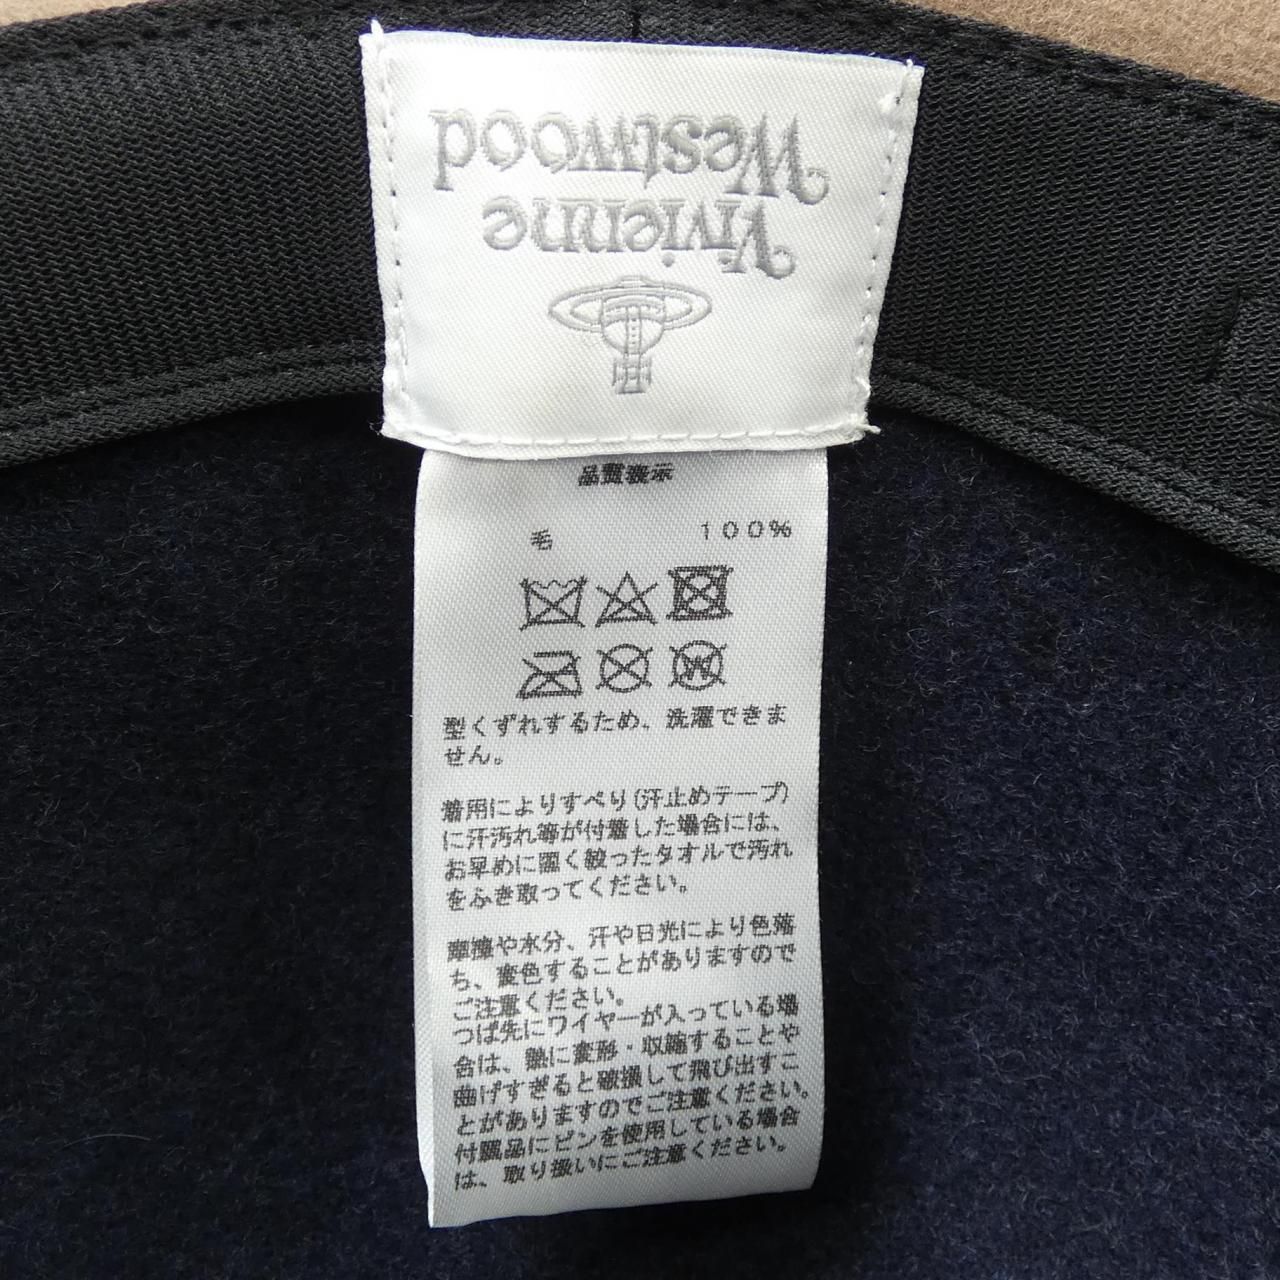 Vivienne
Westwood
品質表示
毛 100%
W
型くずれするため、洗濯できま
せん。
着用によりすべり(汗止めテープ)
に汗汚れ等が付着した場合には、
お早めに固く絞ったタオルで汚れ
をふき取ってください。
摩擦や水分、汗や日光により色落
ち、変色することがありますので
ご注意ください。
つば先にワイヤーが入っている場
合は、熱に変形・収縮することや
曲げすぎると破損して飛び出すこ
とがありますのでご注意ください。
付属品にピンを使用している場合
は、取り扱いにご注意ください。